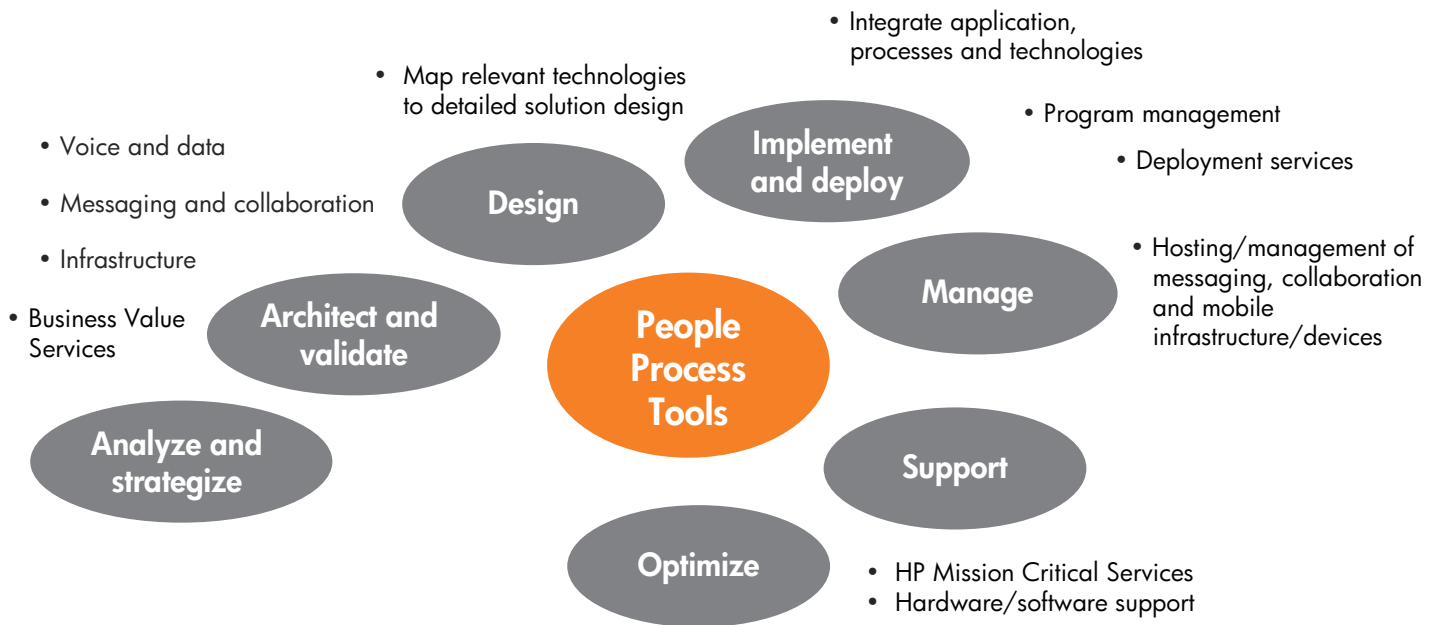 • Integrate application,
processes and technologies
• Map relevant technologies
to detailed solution design
• Program management
• Voice and data
Implement
and deploy
• Deployment services
• Messaging and collaboration
Design
• Infrastructure
• Hosting/management of
messaging, collaboration
and mobile
infrastructure/devices
Manage
• Business Value
Services
Architect and
validate
People
Process
Tools
Analyze and
strategize
Support
Optimize
• HP Mission Critical Services
• Hardware/software support